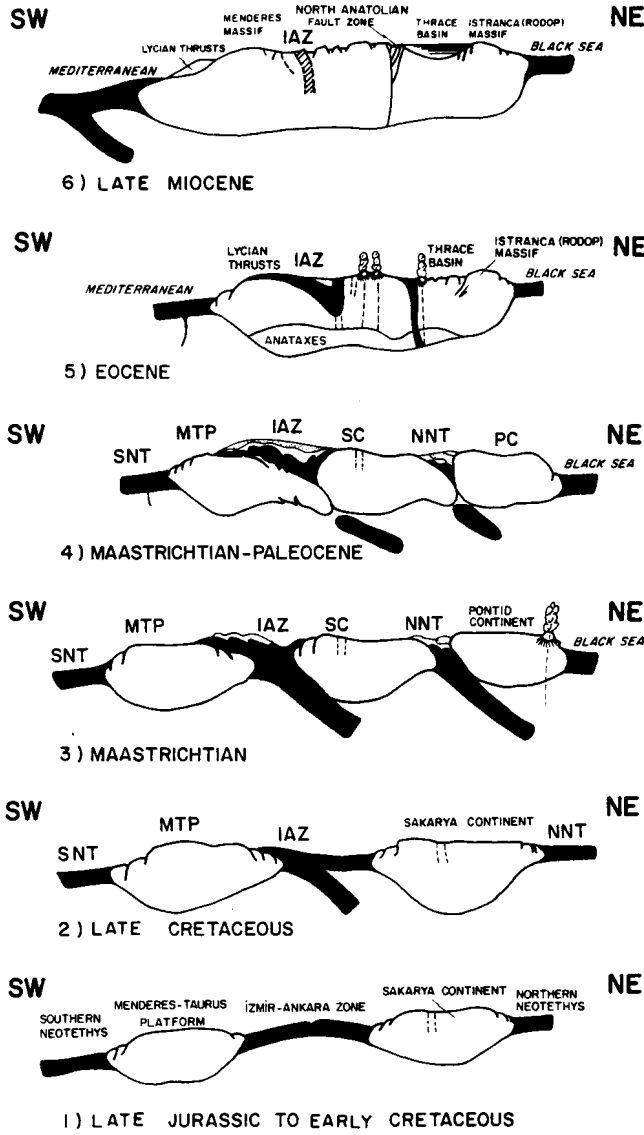 SW
NE
MENDERES
MASSIF
IAZ
NORTH ANATOLIAN
FAULT ZONE
THRACE
BASIN
ISTRANCA (RODOP)
MASSIF
BLACK SEA
LYCIAN THRUSTS
MEDITERRANEAN
6) LATE MIOCENE
SW
NE
LYCIAN
THRUSTS
IAZ
THRACE
BASIN
ISTRANCA (RODOP)
MASSIF
BLACK SEA
MEDITERRANEAN
ANATAXES
5) EOCENE
SW
NE
SNT
MTP
IAZ
SC
NNT
PC
BLACK SEA
4) MAASTRICHTIAN-PALEOCENE
SW
NE
SNT
MTP
IAZ
SC
NNT
PONTID
CONTINENT
BLACK SEA
3) MAASTRICHTIAN
SW
NE
SNT
MTP
IAZ
SAKARYA CONTINENT
NNT
2) LATE CRETACEOUS
SW
NE
SOUTHERN
NEOTETHYS
MENDERES-TAURUS
PLATFORM
İZMİR-ANKARA ZONE
SAKARYA CONTINENT
NORTHERN
NEOTETHYS
1) LATE JURASSIC TO EARLY CRETACEOUS